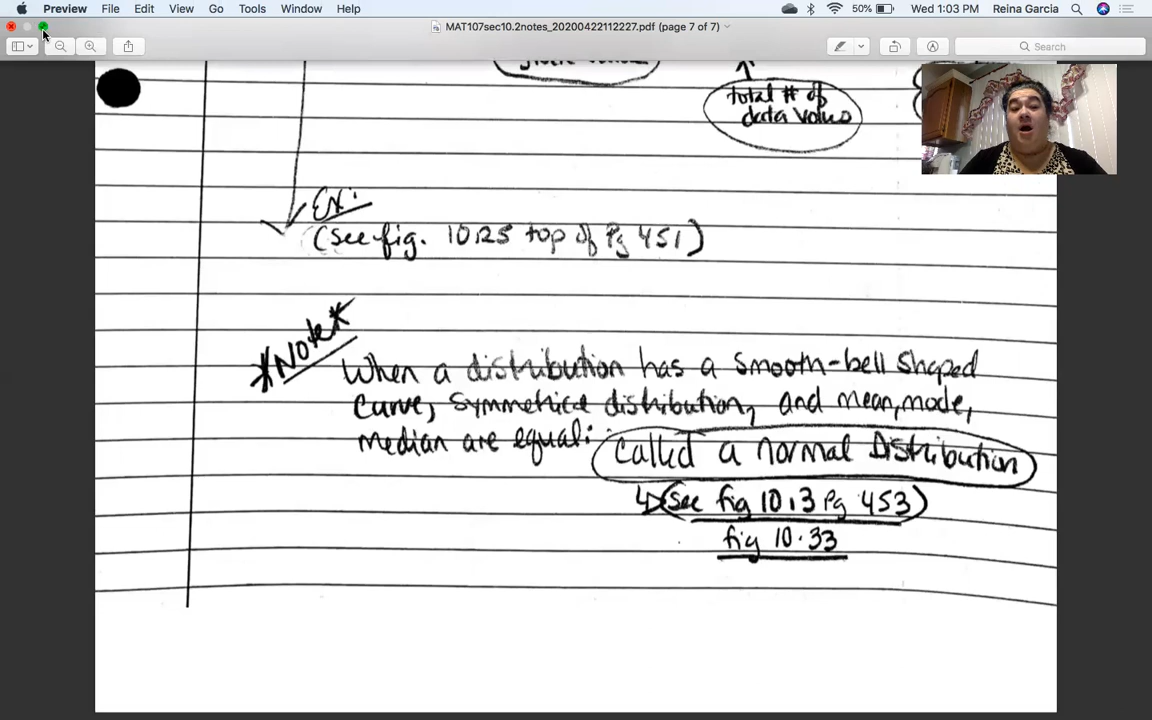 Preview File Edit View Go Tools Window Help 50% Wed 1:03 PM Reina Garcia
MAT107sec10.2notes_20200422112227.pdf (page 7 of 7)
Search
total # of
data values
Ex:
(see fig. 10.25 top of Pg 451)
*Note*
When a distribution has a smooth-bell shaped
curve, symmetrical distribution, and mean, mode,
median are equal:
called a normal Distribution
(see fig 10.3 Pg 453)
fig 10.33